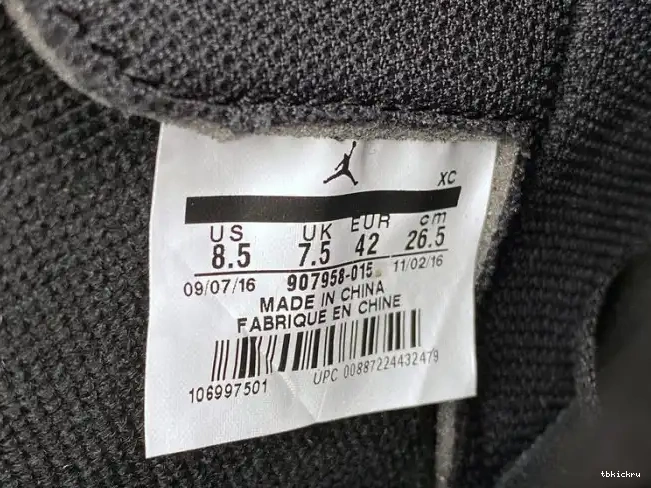 XC
US UK EUR cm
8.5 7.5 42 26.5
09/07/16 907958-015 11/02/16
MADE IN CHINA
FABRIQUE EN CHINE
106997501 UPC 00887224432479
tbkickru